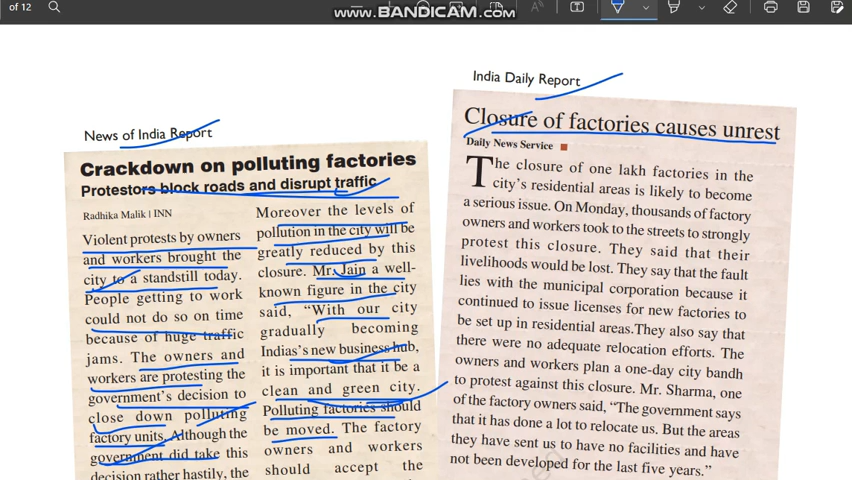 of 12
www.BANDICAM.com
India Daily Report
News of India Report
Closure of factories causes unrest
Daily News Service
Crackdown on polluting factories
Protestors block roads and disrupt traffic
Radhika Malik I INN
Violent protests by owners
and workers brought the
city to a standstill today.
People getting to work
could not do so on time
because of huge traffic
jams. The owners and
workers are protesting the
government's decision to
close down polluting
factory units. Although the
government did take this
decision rather hastily, the
Moreover the levels of
pollution in the city will be
greatly reduced by this
closure. Mr. Jain a well-
known figure in the city
said, “With our city
gradually becoming
Indias's new business hub,
it is important that it be a
clean and green city.
Polluting factories should
be moved. The factory
owners and workers
should accept the
The closure of one lakh factories in the
city's residential areas is likely to become
a serious issue. On Monday, thousands of factory
owners and workers took to the streets to strongly
protest this closure. They said that their
livelihoods would be lost. They say that the fault
lies with the municipal corporation because it
continued to issue licenses for new factories to
be set up in residential areas.They also say that
there were no adequate relocation efforts. The
owners and workers plan a one-day city bandh
to protest against this closure. Mr. Sharma, one
of the factory owners said, “The government says
that it has done a lot to relocate us. But the areas
they have sent us to have no facilities and have
not been developed for the last five years.”